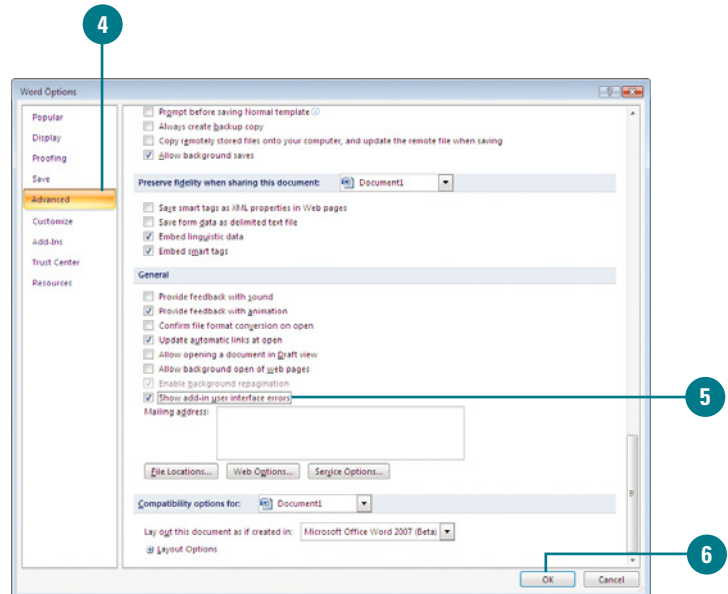 4
Word Options
Popular
Display
Proofing
Save
Advanced
Customize
Add-Ins
Trust Center
Resources
Prompt before saving Normal template
Always create backup copy
Copy remotely stored files onto your computer, and update the remote file when saving
Allow background saves
Preserve fidelity when sharing this document: Document1
Save smart tags as XML properties in Web pages
Save form data as delimited text file
Embed linguistic data
Embed smart tags
General
Provide feedback with sound
Provide feedback with animation
Confirm file format conversion on open
Update automatic links at open
Allow opening a document in Draft view
Allow background open of web pages
Enable background repagination
Show add-in user interface errors
5
Mailing address:
File Locations... Web Options... Service Options...
Compatibility options for: Document1
Lay out this document as if created in: Microsoft Office Word 2007 (Beta)
Layout Options
6
OK Cancel